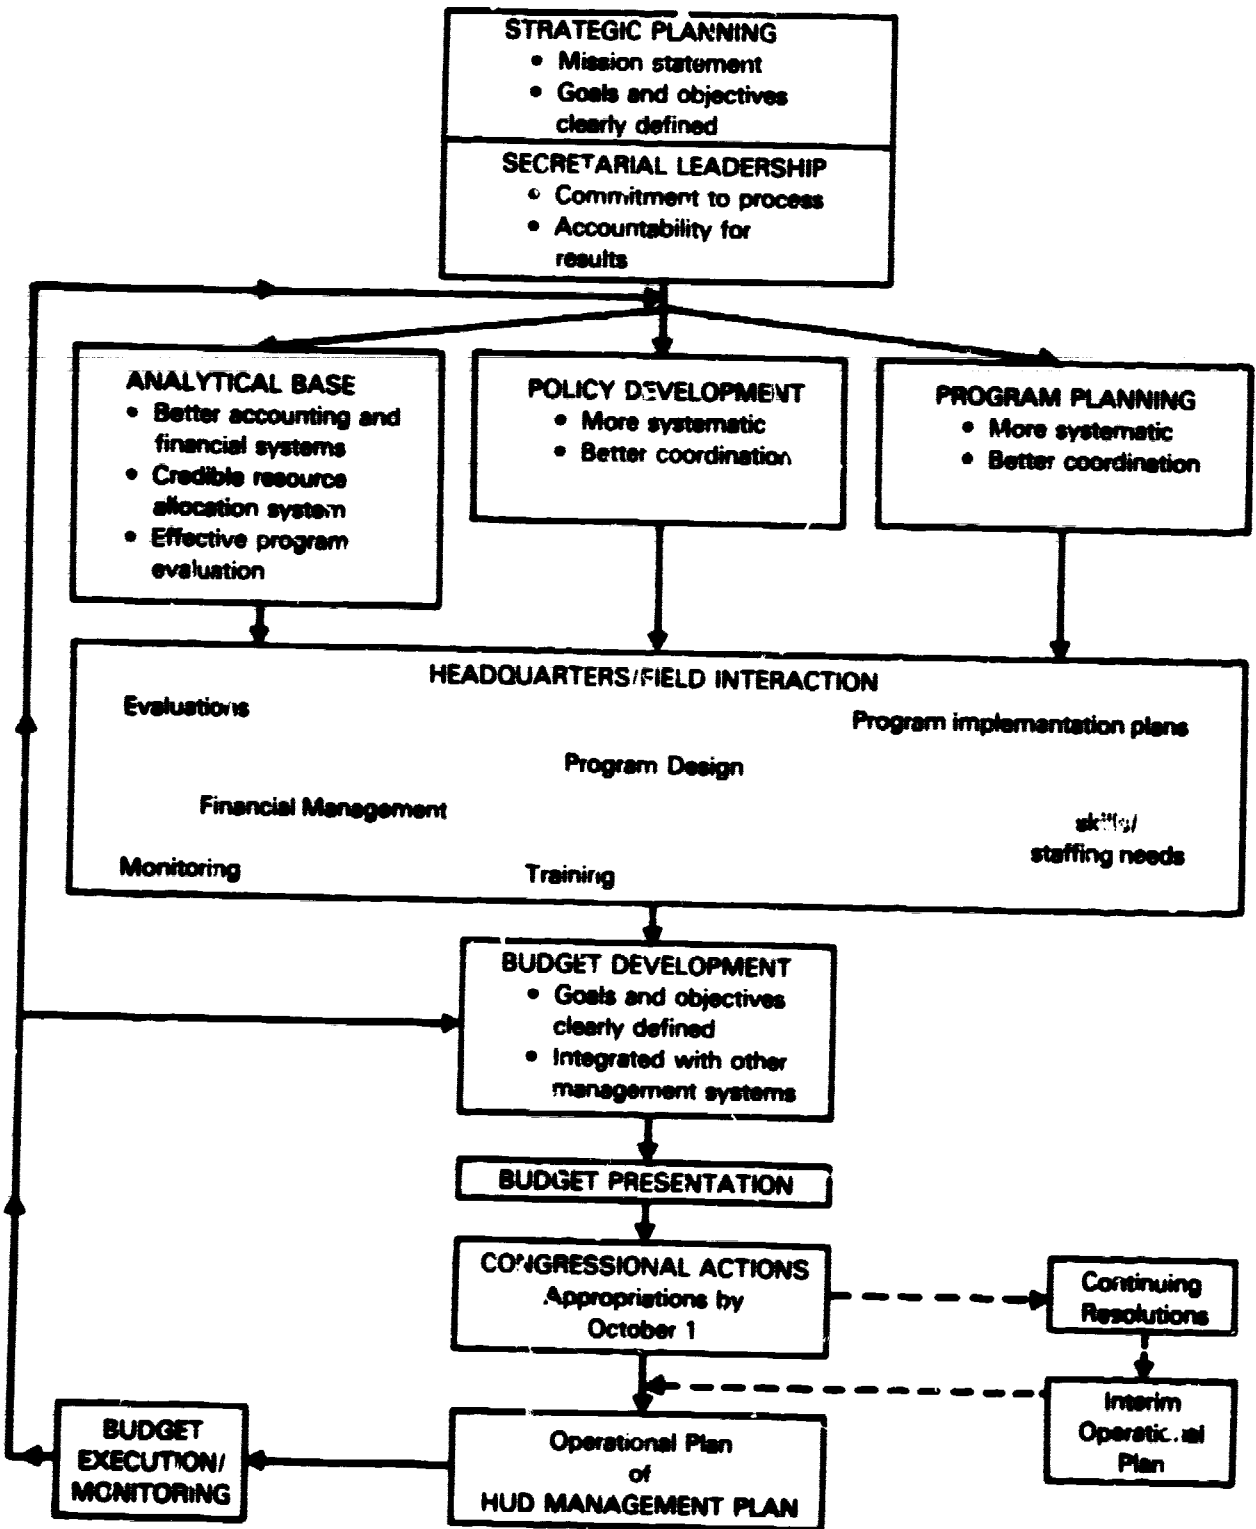 STRATEGIC PLANNING
• Mission statement
• Goals and objectives
clearly defined
SECRETARIAL LEADERSHIP
• Commitment to process
• Accountability for
results
ANALYTICAL BASE
• Better accounting and
financial systems
• Credible resource
allocation system
• Effective program
evaluation
POLICY DEVELOPMENT
• More systematic
• Better coordination
PROGRAM PLANNING
• More systematic
• Better coordination
HEADQUARTERS/FIELD INTERACTION
Evaluations
Program implementation plans
Program Design
Financial Management
skills/
staffing needs
Monitoring
Training
BUDGET DEVELOPMENT
• Goals and objectives
clearly defined
• Integrated with other
management systems
BUDGET PRESENTATION
CONGRESSIONAL ACTIONS
Appropriations by
October 1
Continuing
Resolutions
Interim
Operational
Plan
Operational Plan
of
HUD MANAGEMENT PLAN
BUDGET
EXECUTION/
MONITORING